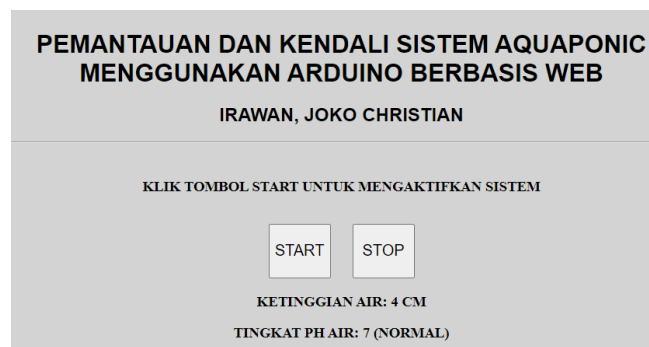 PEMANTAUAN DAN KENDALI SISTEM AQUAPONIC
MENGGUNAKAN ARDUINO BERBASIS WEB
IRAWAN, JOKO CHRISTIAN
KLIK TOMBOL START UNTUK MENGAKTIFKAN SISTEM
START STOP
KETINGGIAN AIR: 4 CM
TINGKAT PH AIR: 7 (NORMAL)